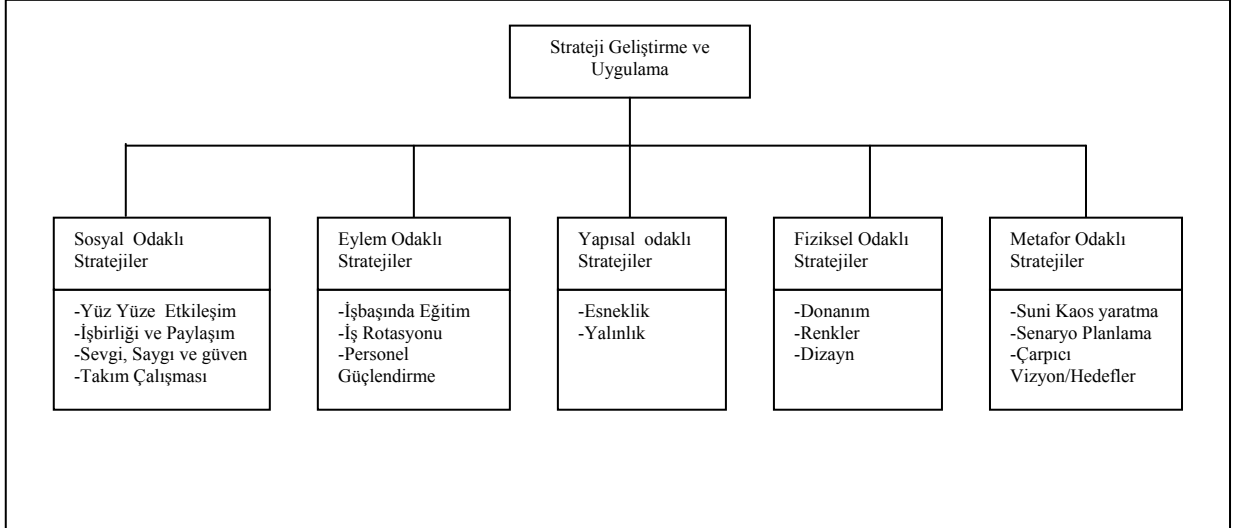 Strateji Geliştirme ve
Uygulama
Sosyal Odaklı
Stratejiler
-Yüz Yüze Etkileşim
-İşbirliği ve Paylaşım
-Sevgi, Saygı ve güven
-Takım Çalışması
Eylem Odaklı
Stratejiler
-İşbaşında Eğitim
-İş Rotasyonu
-Personel
Güçlendirme
Yapısal odaklı
Stratejiler
-Esneklik
-Yalınlık
Fiziksel Odaklı
Stratejiler
-Donanım
-Renkler
-Dizayn
Metafor Odaklı
Stratejiler
-Suni Kaos yaratma
-Senaryo Planlama
-Çarpıcı
Vizyon/Hedefler